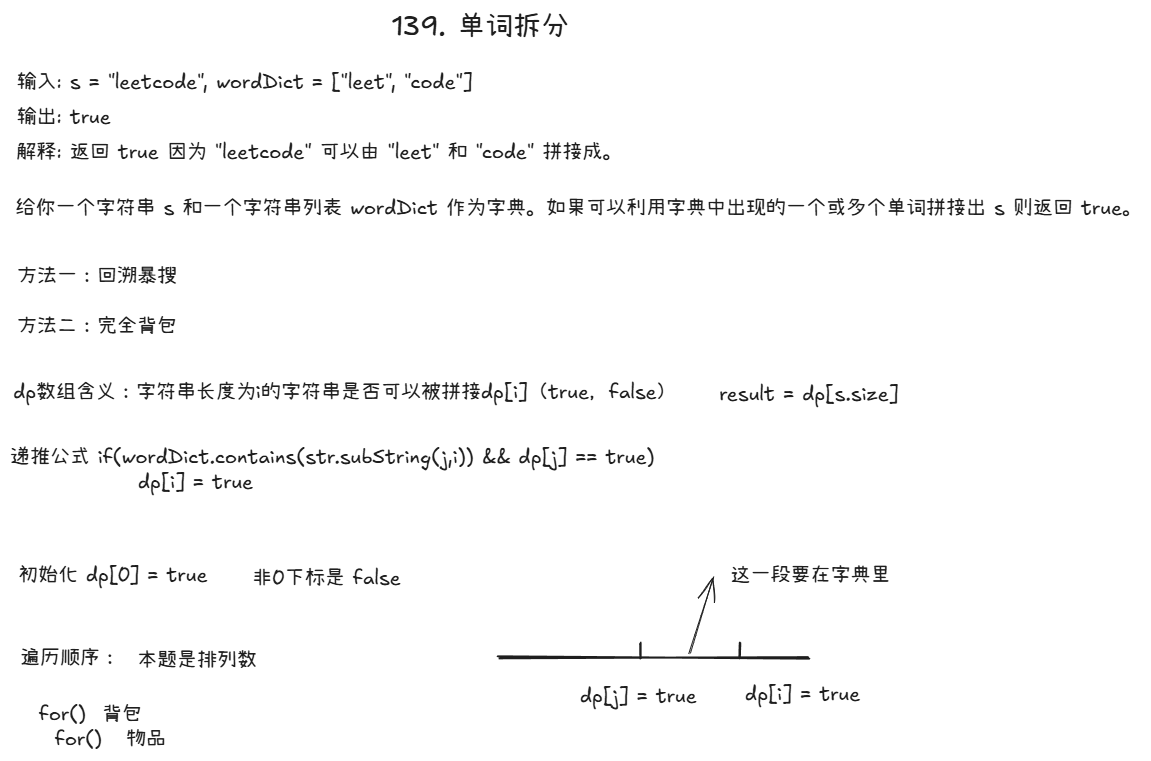 139. 单词拆分
输入: s = "leetcode", wordDict = ["leet", "code"]
输出: true
解释: 返回 true 因为 "leetcode" 可以由 "leet" 和 "code" 拼接成。
给你一个字符串 s 和一个字符串列表 wordDict 作为字典。如果可以利用字典中出现的一个或多个单词拼接出 s 则返回 true。
方法一：回溯暴搜
方法二：完全背包
dp数组含义：字符串长度为i的字符串是否可以被拼接dp[i]（true, false） result = dp[s.size]
递推公式 if(wordDict.contains(str.subString(j,i)) && dp[j] == true)
dp[i] = true
初始化 dp[0] = true 非0下标是 false
这一段要在字典里
遍历顺序： 本题是排列数
dp[j] = true dp[i] = true
for() 背包
for() 物品